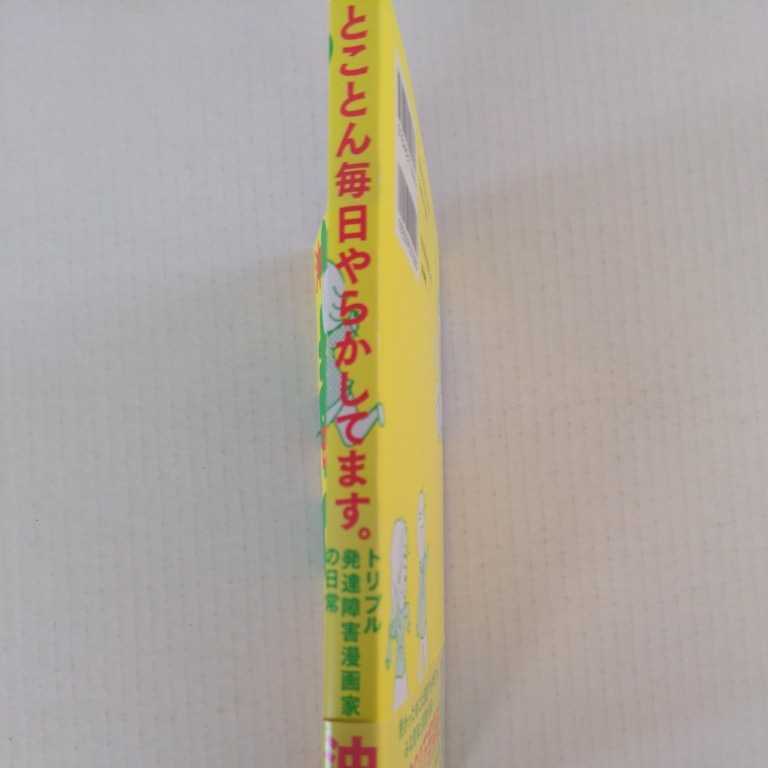 とことん毎日やらかしてます。
トリプル
発達障害漫画家
の日常
沖